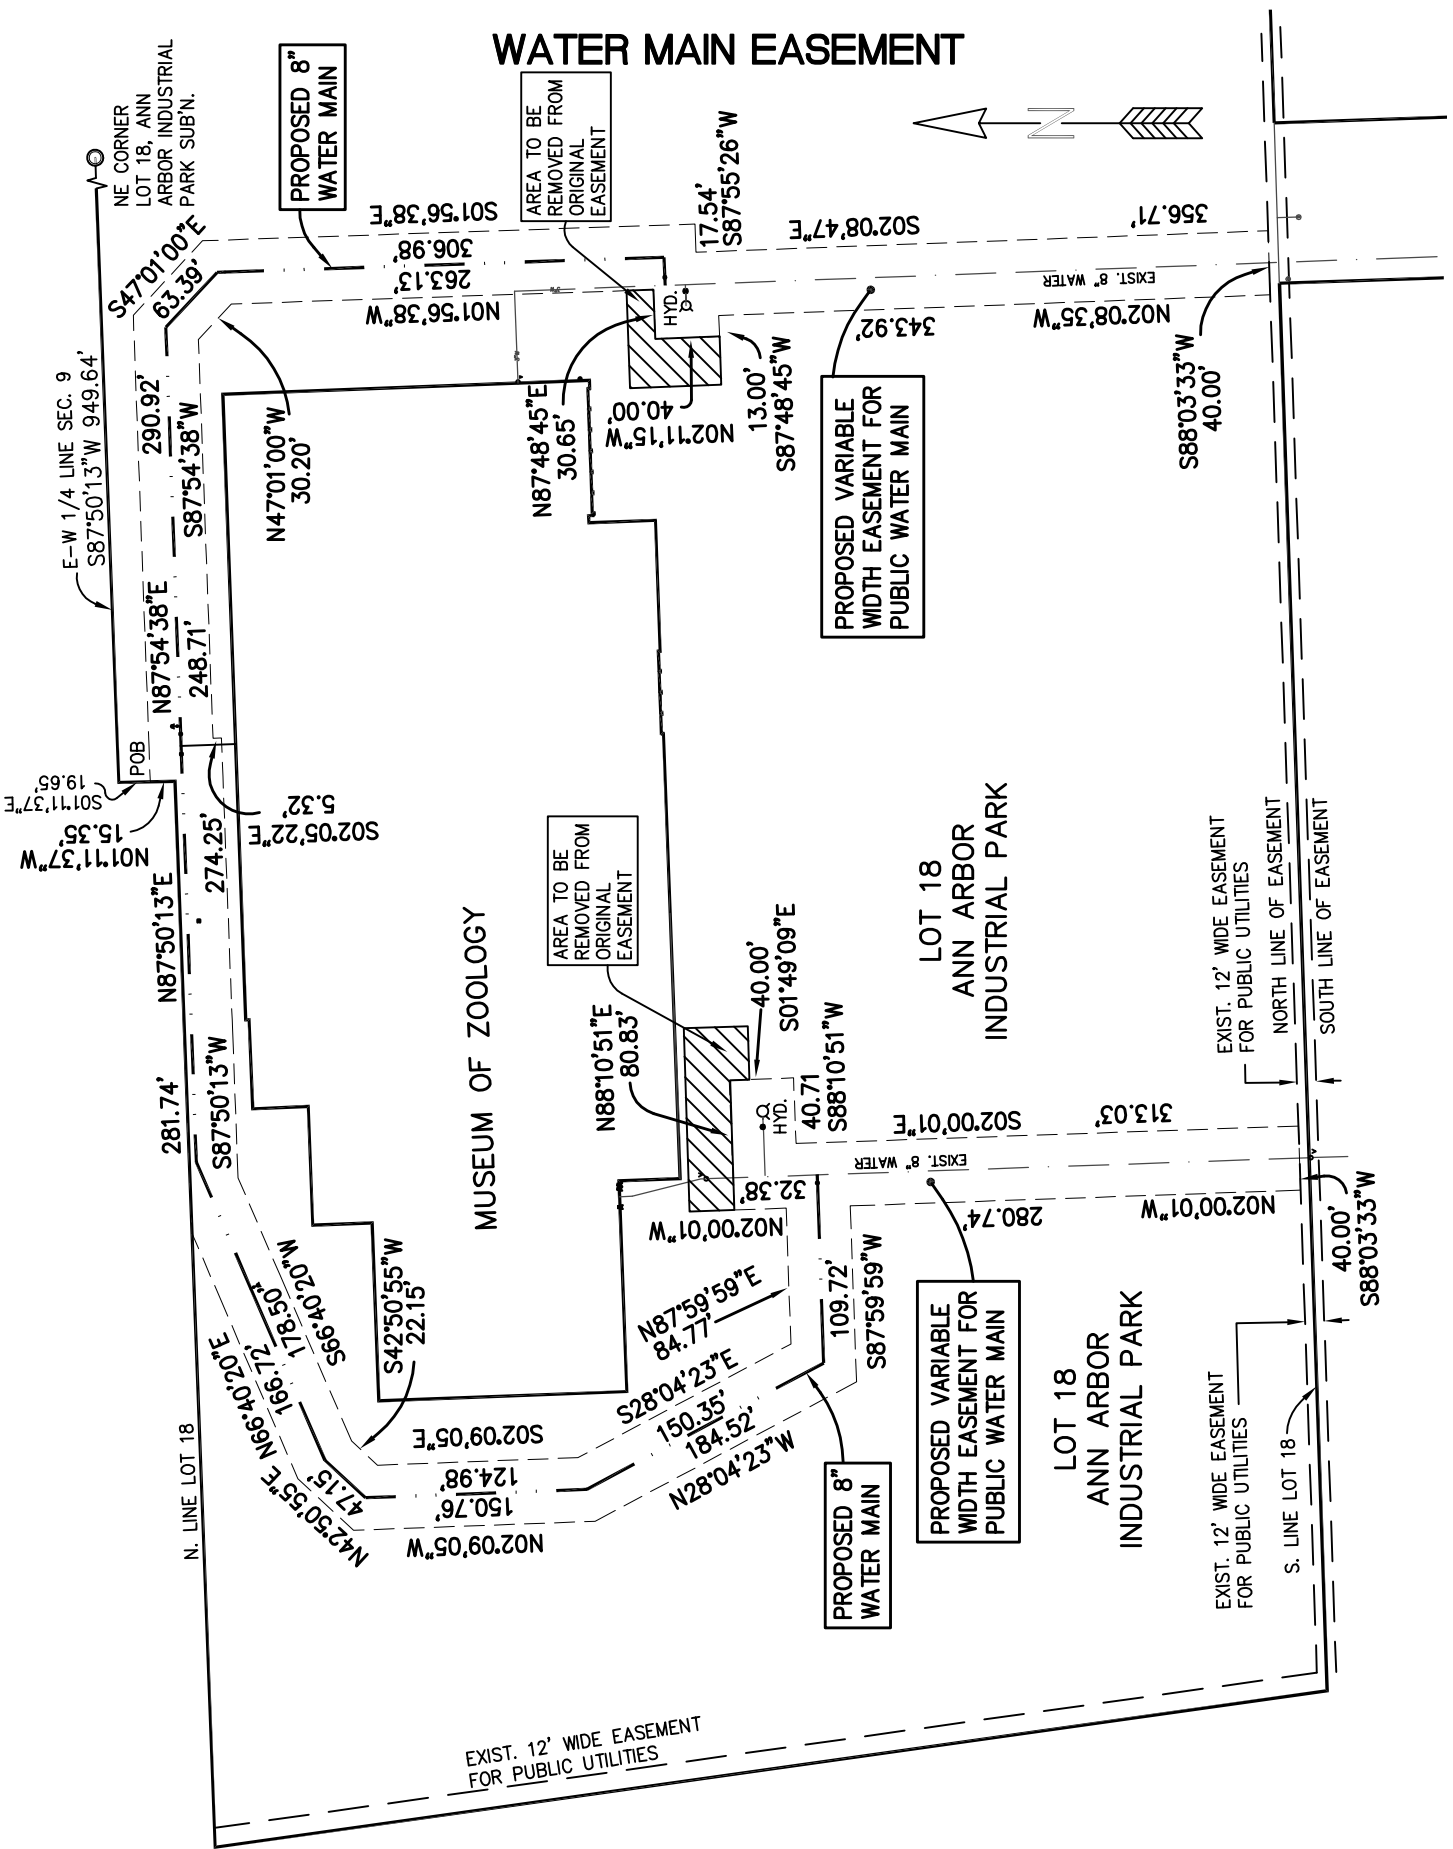 WATER MAIN EASEMENT
NE CORNER
LOT 18, ANN
ARBOR INDUSTRIAL
PARK SUB'N.
PROPOSED 8"
WATER MAIN
AREA TO BE
REMOVED FROM
ORIGINAL
EASEMENT
N
E-W 1/4 LINE SEC. 9
S87°50'13"W 949.64'
S47°01'00"E
63.39'
S01°56'38"E
306.98'
263.13'
N01°56'38"W
17.54'
S87°55'26"W
S02°08'47"E
356.71'
EXIST. 8" WATER
HYD.
343.92'
N02°08'35"W
290.92'
S87°54'38"W
N47°01'00"W
30.20'
N87°48'45"E
30.65'
N02°11'15"W
40.00'
13.00'
S87°48'45"W
S88°03'33"W
40.00'
PROPOSED VARIABLE
WIDTH EASEMENT FOR
PUBLIC WATER MAIN
N87°54'38"E
248.71'
POB
S01°11'37"E
19.65'
N01°11'37"W
15.35'
5.32'
S02°05'22"E
274.25'
N87°50'13"E
281.74'
S87°50'13"W
MUSEUM OF ZOOLOGY
AREA TO BE
REMOVED FROM
ORIGINAL
EASEMENT
N88°10'51"E
80.83'
40.00'
S01°49'09"E
HYD.
40.71
S88°10'51"W
LOT 18
ANN ARBOR
INDUSTRIAL PARK
EXIST. 12' WIDE EASEMENT
FOR PUBLIC UTILITIES
NORTH LINE OF EASEMENT
SOUTH LINE OF EASEMENT
S02°00'01"E
313.03'
EXIST. 8" WATER
32.38'
N02°00'01"W
280.74'
N02°00'01"W
40.00'
S88°03'33"W
N87°59'59"E
84.77'
109.72'
S87°59'59"W
S66°40'20"W
178.50'
166.72'
N66°40'20"E
S42°50'55"W
22.15'
N42°50'55"E
47.15'
S02°09'05"E
124.98'
150.76'
N02°09'05"W
S28°04'23"E
150.35'
184.52'
N28°04'23"W
N. LINE LOT 18
PROPOSED 8"
WATER MAIN
PROPOSED VARIABLE
WIDTH EASEMENT FOR
PUBLIC WATER MAIN
LOT 18
ANN ARBOR
INDUSTRIAL PARK
EXIST. 12' WIDE EASEMENT
FOR PUBLIC UTILITIES
S. LINE LOT 18
EXIST. 12' WIDE EASEMENT
FOR PUBLIC UTILITIES